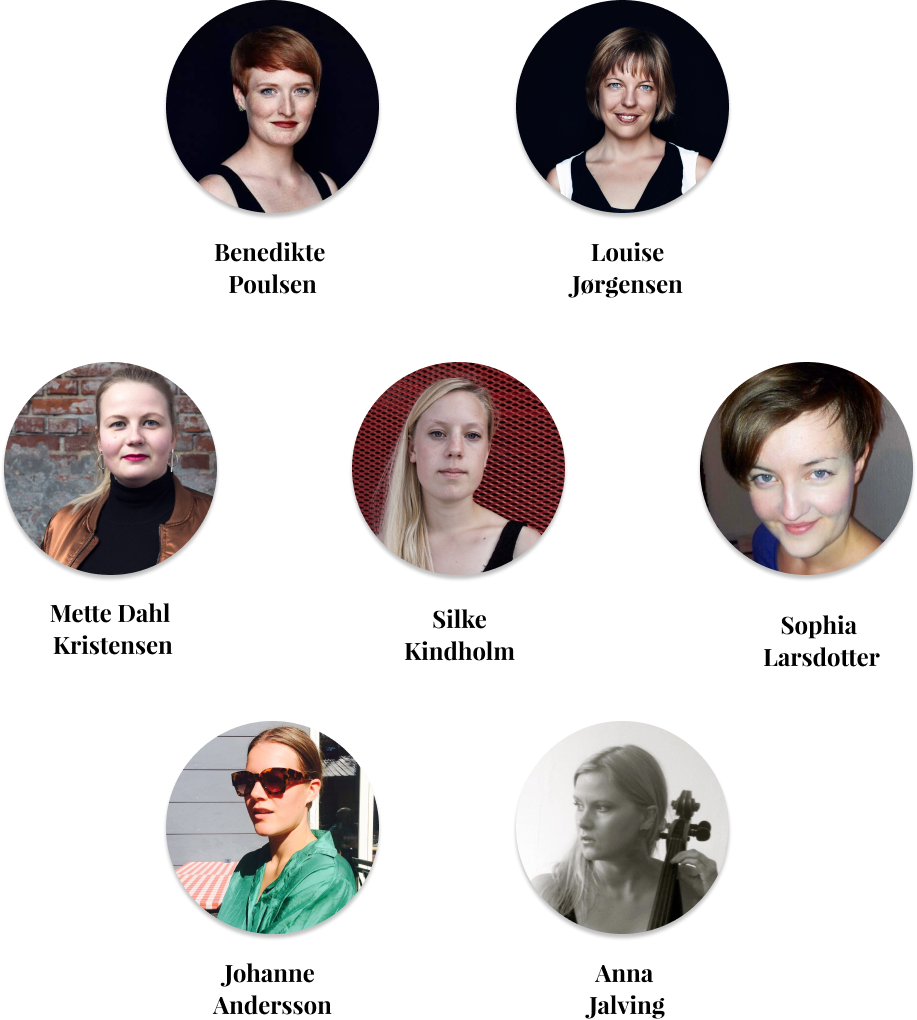 Benedikte
Poulsen
Louise
Jørgensen
Mette Dahl
Kristensen
Silke
Kindholm
Sophia
Larsdotter
Johanne
Andersson
Anna
Jalving